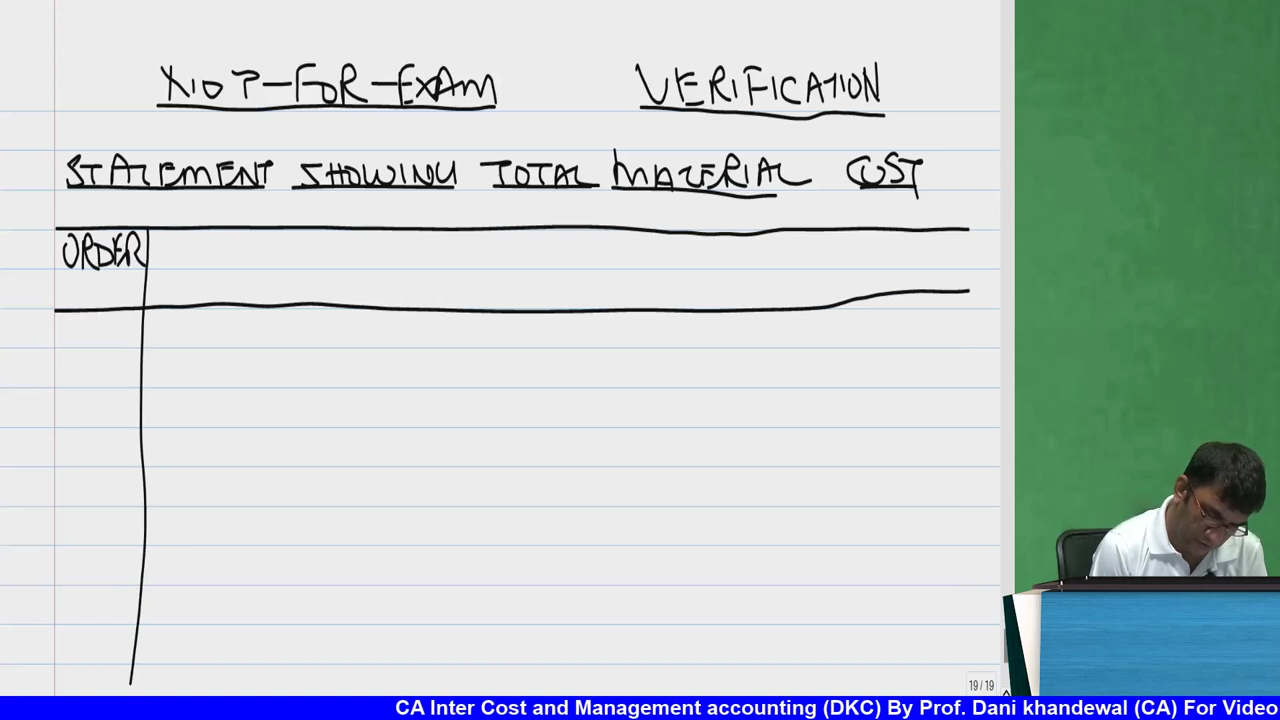 NOT-FOR-EXAM VERIFICATION
STATEMENT SHOWING TOTAL MATERIAL COST
ORDER
19/19
CA Inter Cost and Management accounting (DKC) By Prof. Dani khandewal (CA) For Video